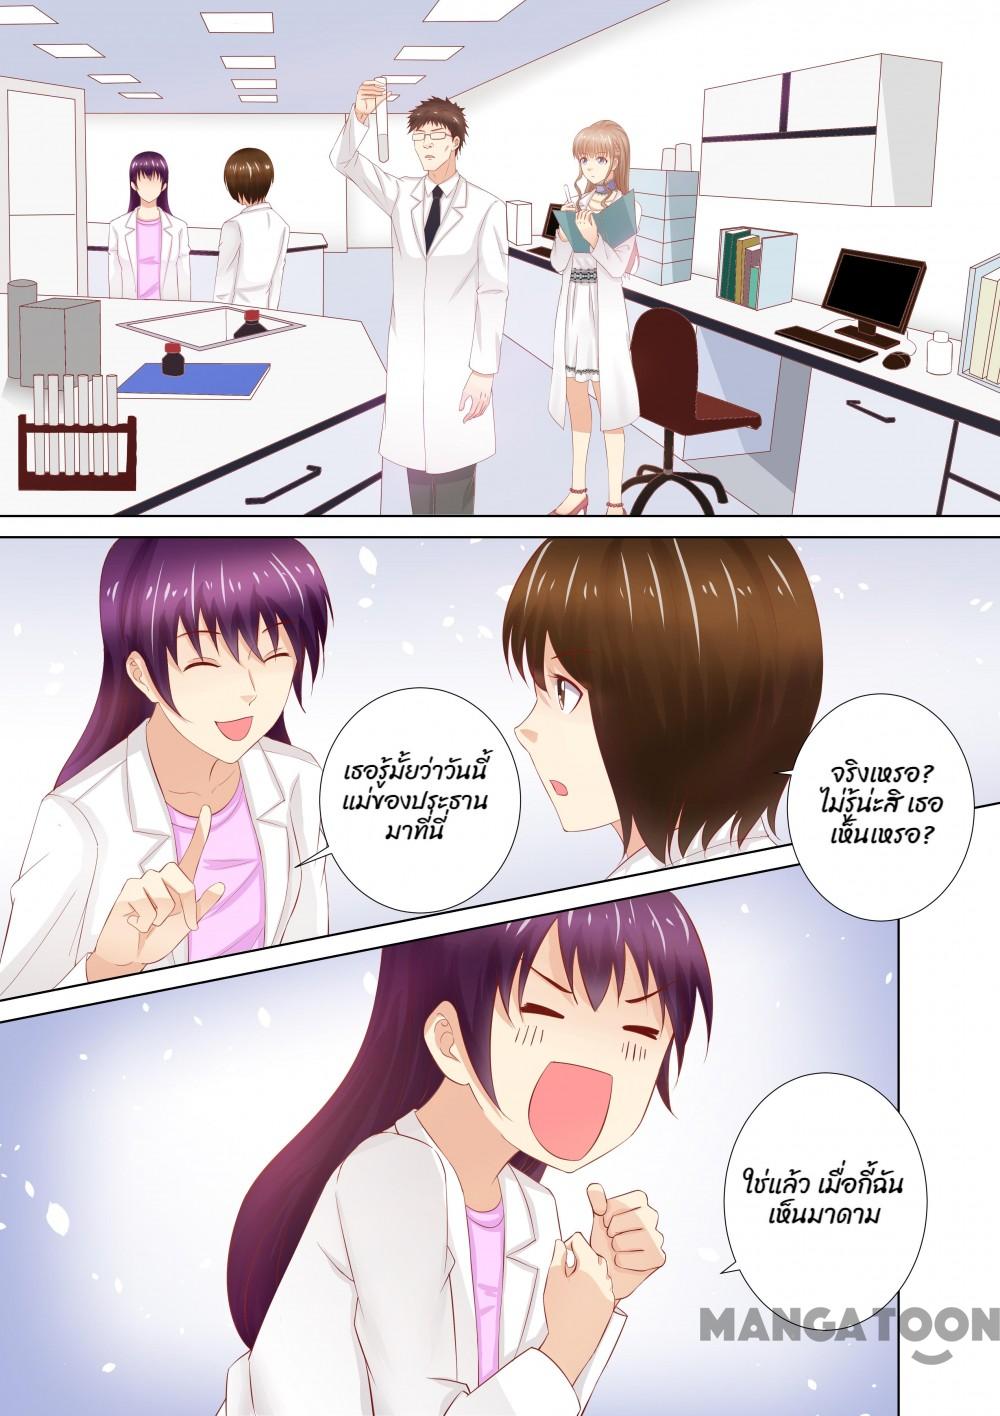 เธอรู้มั้ยว่าวันนี้
แม่ของประธาน
มาที่นี่
จริงเหรอ?
ไม่รู้น่ะสิ เธอ
เห็นเหรอ?
ใช่แล้ว เมื่อกี้ฉัน
เห็นมาดาม
MANGATOON